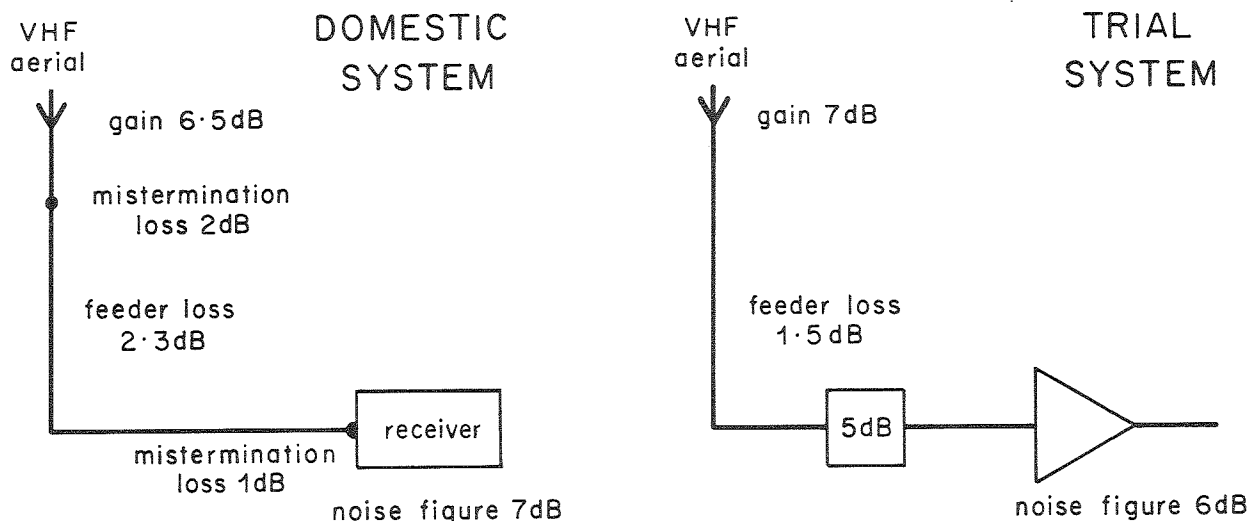 DOMESTIC
SYSTEM
VHF
aerial
gain 6·5dB
mistermination
loss 2dB
feeder loss
2·3dB
receiver
mistermination
loss 1dB
noise figure 7dB
TRIAL
SYSTEM
VHF
aerial
gain 7dB
feeder loss
1·5dB
5dB
noise figure 6dB